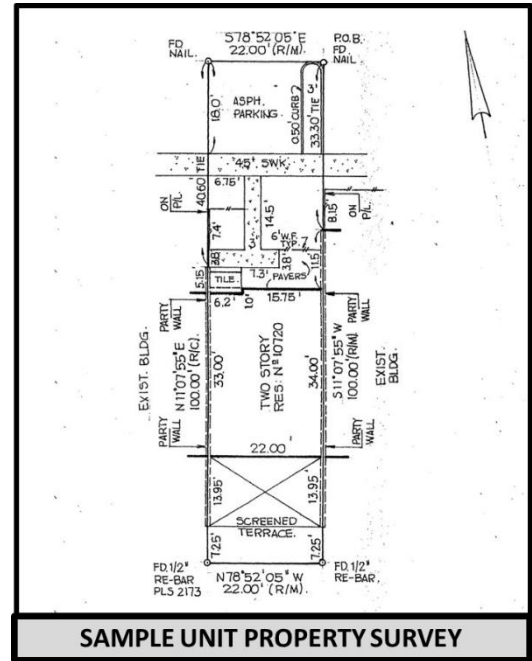 FD NAIL.
S78°52'05"E
22.00'(R/M)
P.O.B.
FD
NAIL
18.0'
ASPH.
PARKING
0.50' CURB
3'
33.30' TIE
4.5' SWK.
40.60 TIE
6.75'
ON
P/L
7.4'
3'
14.5'
6' W.F.
TYP.
ON
P/L
8.15
3.8'
7.3'
3.8'
7.5'
PAVERS
TILE
5.15'
6.2'
1.0'
15.75'
PARTY
WALL
PARTY
WALL
EXIST. BLDG.
N11°07'55"E
100.00'(R/C)
33.00'
TWO STORY
RES: Nº10720
34.00'
S11°07'55"W
100.00'(R/M)
EXIST.
BLDG.
PARTY
WALL
PARTY
WALL
22.00'
13.95'
13.95'
SCREENED
TERRACE.
7.25'
7.25'
FD. 1/2"
RE-BAR
PLS 2173
N78°52'05"W
22.00'(R/M)
FD. 1/2"
RE-BAR.
SAMPLE UNIT PROPERTY SURVEY